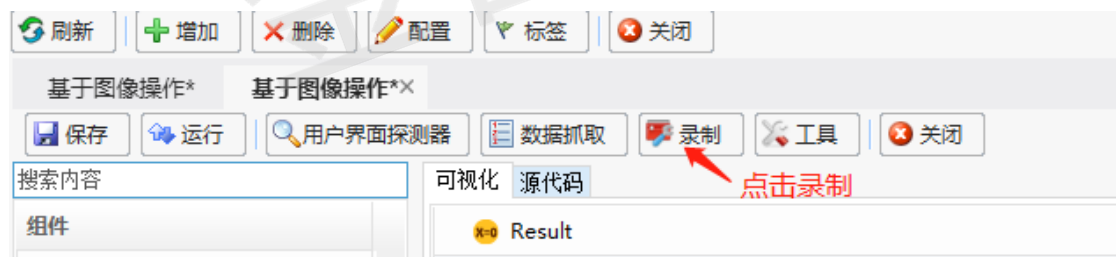 刷新 增加 删除 配置 标签 关闭
基于图像操作* 基于图像操作*×
保存 运行 用户界面探测器 数据抓取 录制 工具 关闭
搜索内容 可视化 源代码 点击录制
组件 x=0 Result